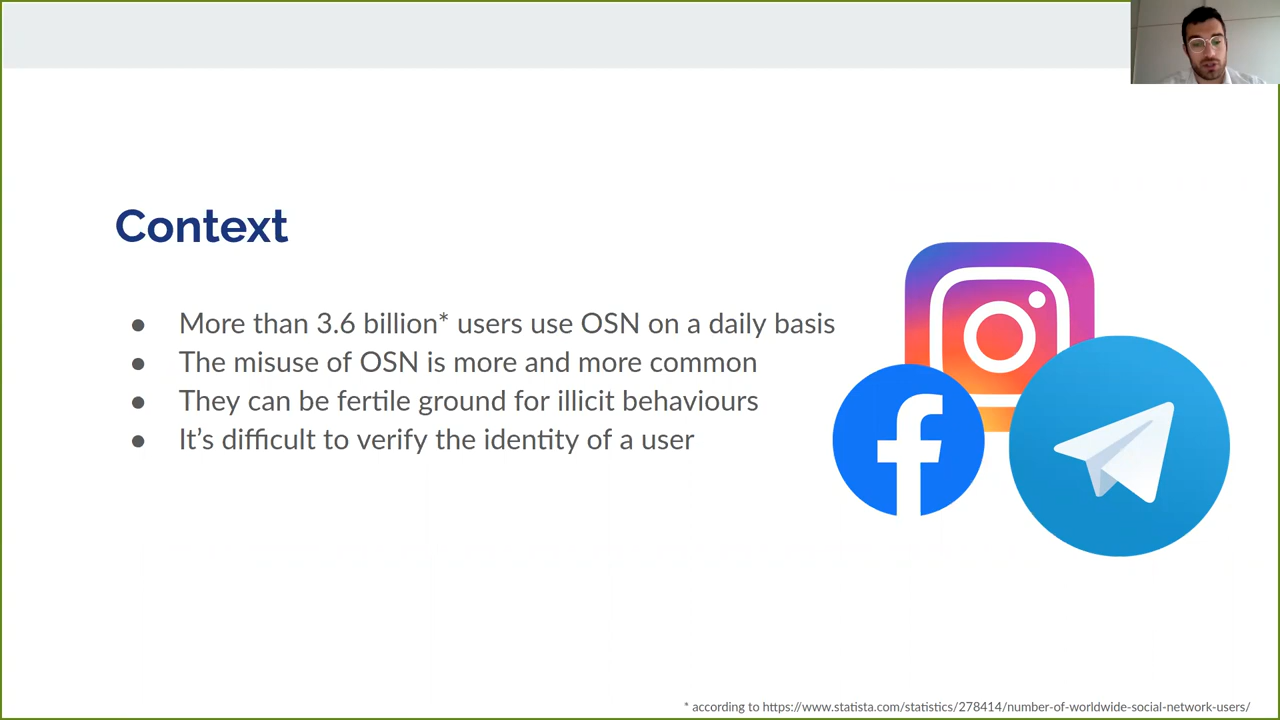 Context
● More than 3.6 billion* users use OSN on a daily basis
● The misuse of OSN is more and more common
● They can be fertile ground for illicit behaviours
● It’s difficult to verify the identity of a user
* according to https://www.statista.com/statistics/278414/number-of-worldwide-social-network-users/